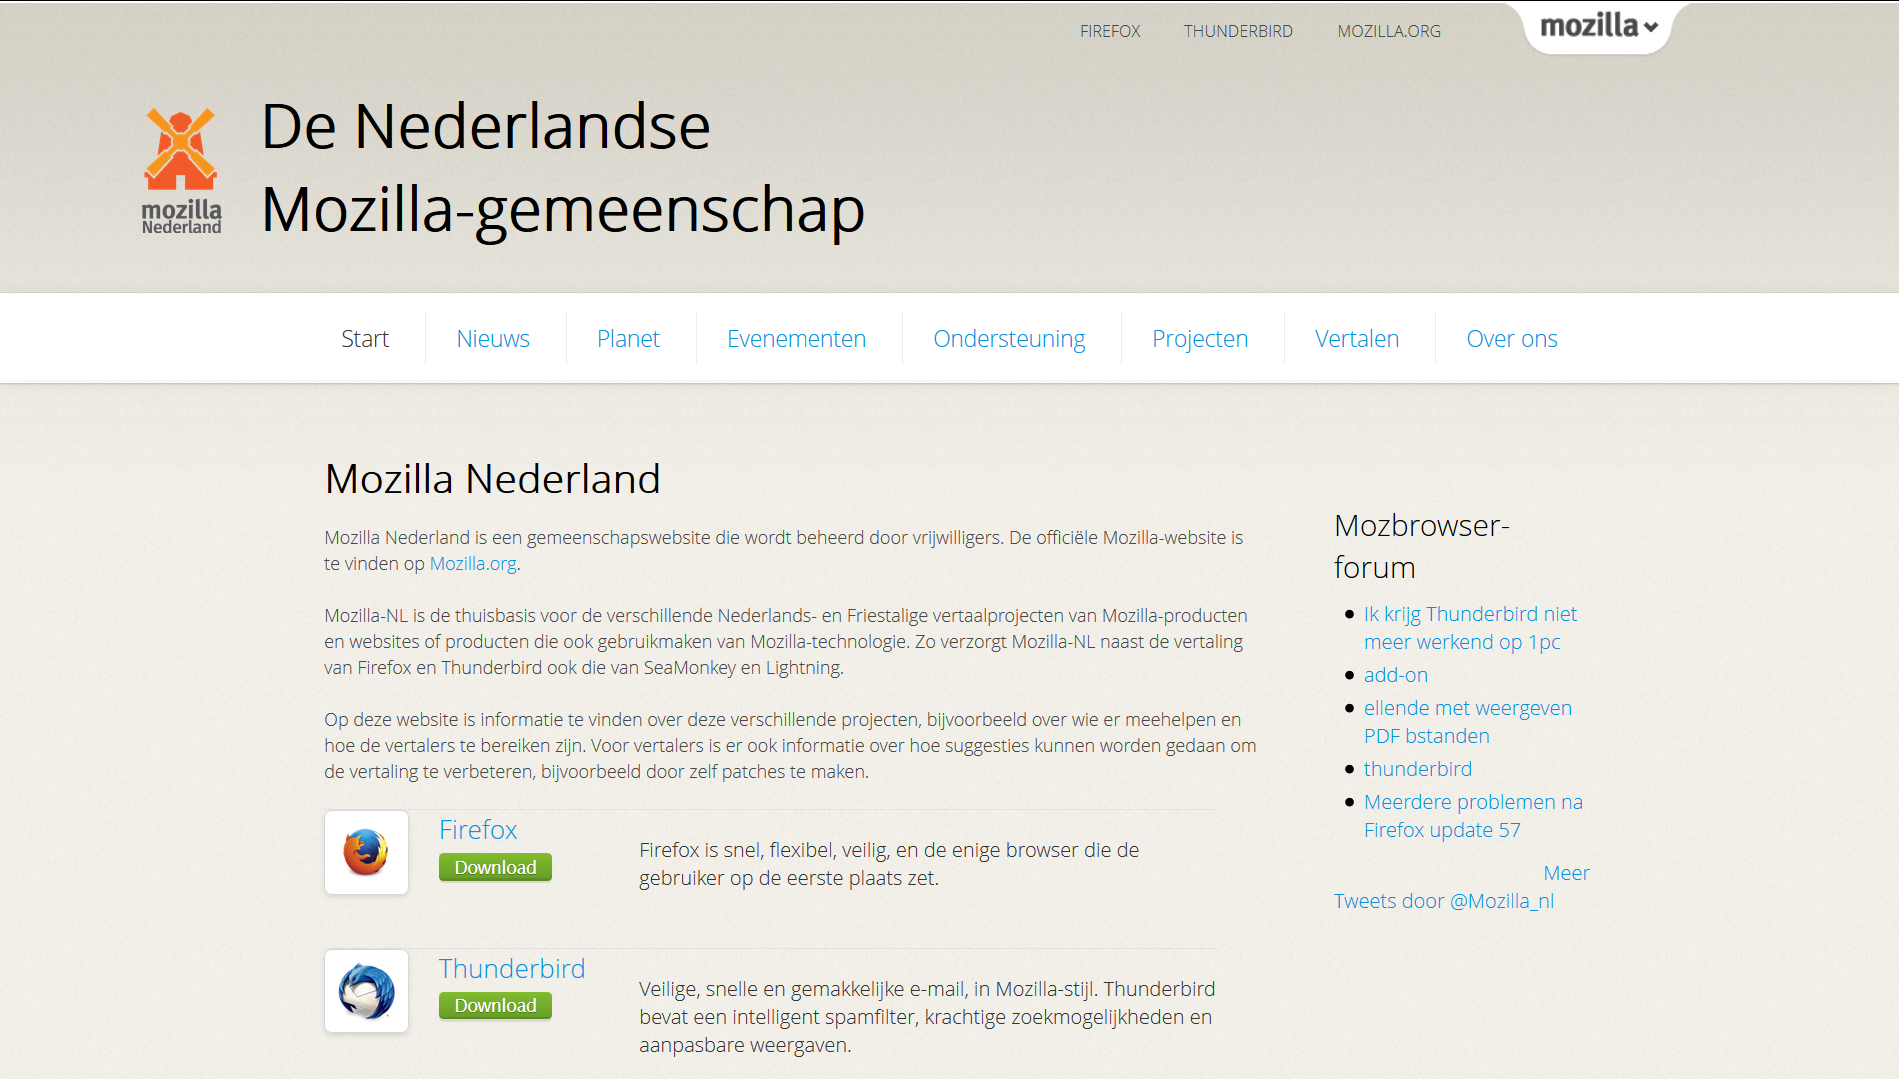 FIREFOX THUNDERBIRD MOZILLA.ORG mozilla
mozilla
Nederland
De Nederlandse
Mozilla-gemeenschap
Start Nieuws Planet Evenementen Ondersteuning Projecten Vertalen Over ons
Mozilla Nederland
Mozilla Nederland is een gemeenschapswebsite die wordt beheerd door vrijwilligers. De officiële Mozilla-website is
te vinden op Mozilla.org.
Mozilla-NL is de thuisbasis voor de verschillende Nederlands- en Friestalige vertaalprojecten van Mozilla-producten
en websites of producten die ook gebruikmaken van Mozilla-technologie. Zo verzorgt Mozilla-NL naast de vertaling
van Firefox en Thunderbird ook die van SeaMonkey en Lightning.
Op deze website is informatie te vinden over deze verschillende projecten, bijvoorbeeld over wie er meehelpen en
hoe de vertalers te bereiken zijn. Voor vertalers is er ook informatie over hoe suggesties kunnen worden gedaan om
de vertaling te verbeteren, bijvoorbeeld door zelf patches te maken.
Firefox
Download
Firefox is snel, flexibel, veilig, en de enige browser die de
gebruiker op de eerste plaats zet.
Thunderbird
Download
Veilige, snelle en gemakkelijke e-mail, in Mozilla-stijl. Thunderbird
bevat een intelligent spamfilter, krachtige zoekmogelijkheden en
aanpasbare weergaven.
Mozbrowser-
forum
Ik krijg Thunderbird niet
meer werkend op 1pc
add-on
ellende met weergeven
PDF bstanden
thunderbird
Meerdere problemen na
Firefox update 57
Meer
Tweets door @Mozilla_nl